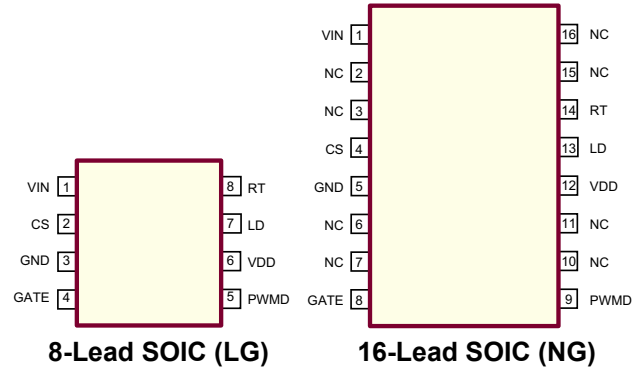 VIN 1
CS 2
GND 3
GATE 4
8 RT
7 LD
6 VDD
5 PWMD
8-Lead SOIC (LG)
VIN 1
NC 2
NC 3
CS 4
GND 5
NC 6
NC 7
GATE 8
16 NC
15 NC
14 RT
13 LD
12 VDD
11 NC
10 NC
9 PWMD
16-Lead SOIC (NG)